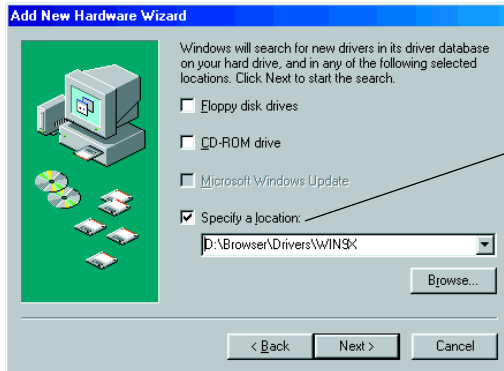 Add New Hardware Wizard
Windows will search for new drivers in its driver database
on your hard drive, and in any of the following selected
locations. Click Next to start the search.
Floppy disk drives
CD-ROM drive
Microsoft Windows Update
Specify a location:
D:\Browser\Drivers\WIN9X
Browse...
< Back
Next >
Cancel